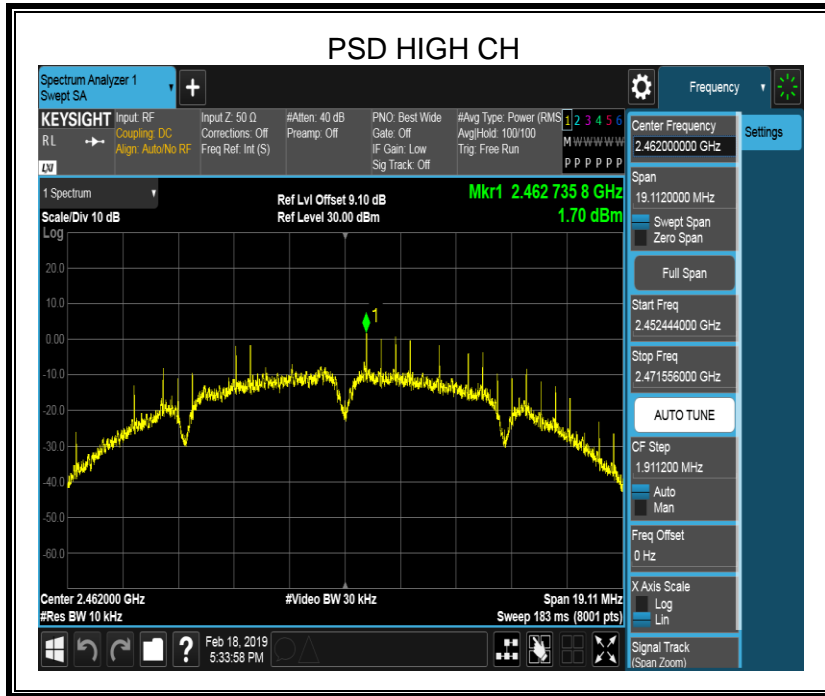 PSD HIGH CH
Spectrum Analyzer 1
Swept SA
+
Frequency
KEYSIGHT
RL
LXI
Input: RF
Coupling: DC
Align: Auto/No RF
Input Z: 50 Ω
Corrections: Off
Freq Ref: Int (S)
#Atten: 40 dB
Preamp: Off
PNO: Best Wide
Gate: Off
IF Gain: Low
Sig Track: Off
#Avg Type: Power (RMS
Avg|Hold: 100/100
Trig: Free Run
1 2 3 4 5 6
M W W W W W
P P P P P P
1 Spectrum
Scale/Div 10 dB
Log
Ref Lvl Offset 9.10 dB
Ref Level 30.00 dBm
Mkr1 2.462 735 8 GHz
1.70 dBm
20.0
10.0
0.00
-10.0
-20.0
-30.0
-40.0
-50.0
-60.0
1
Center 2.462000 GHz
#Res BW 10 kHz
#Video BW 30 kHz
Span 19.11 MHz
Sweep 183 ms (8001 pts)
?
Feb 18, 2019
5:33:58 PM
Center Frequency
2.462000000 GHz
Settings
Span
19.1120000 MHz
Swept Span
Zero Span
Full Span
Start Freq
2.452444000 GHz
Stop Freq
2.471556000 GHz
AUTO TUNE
CF Step
1.911200 MHz
Auto
Man
Freq Offset
0 Hz
X Axis Scale
Log
Lin
Signal Track
(Span Zoom)